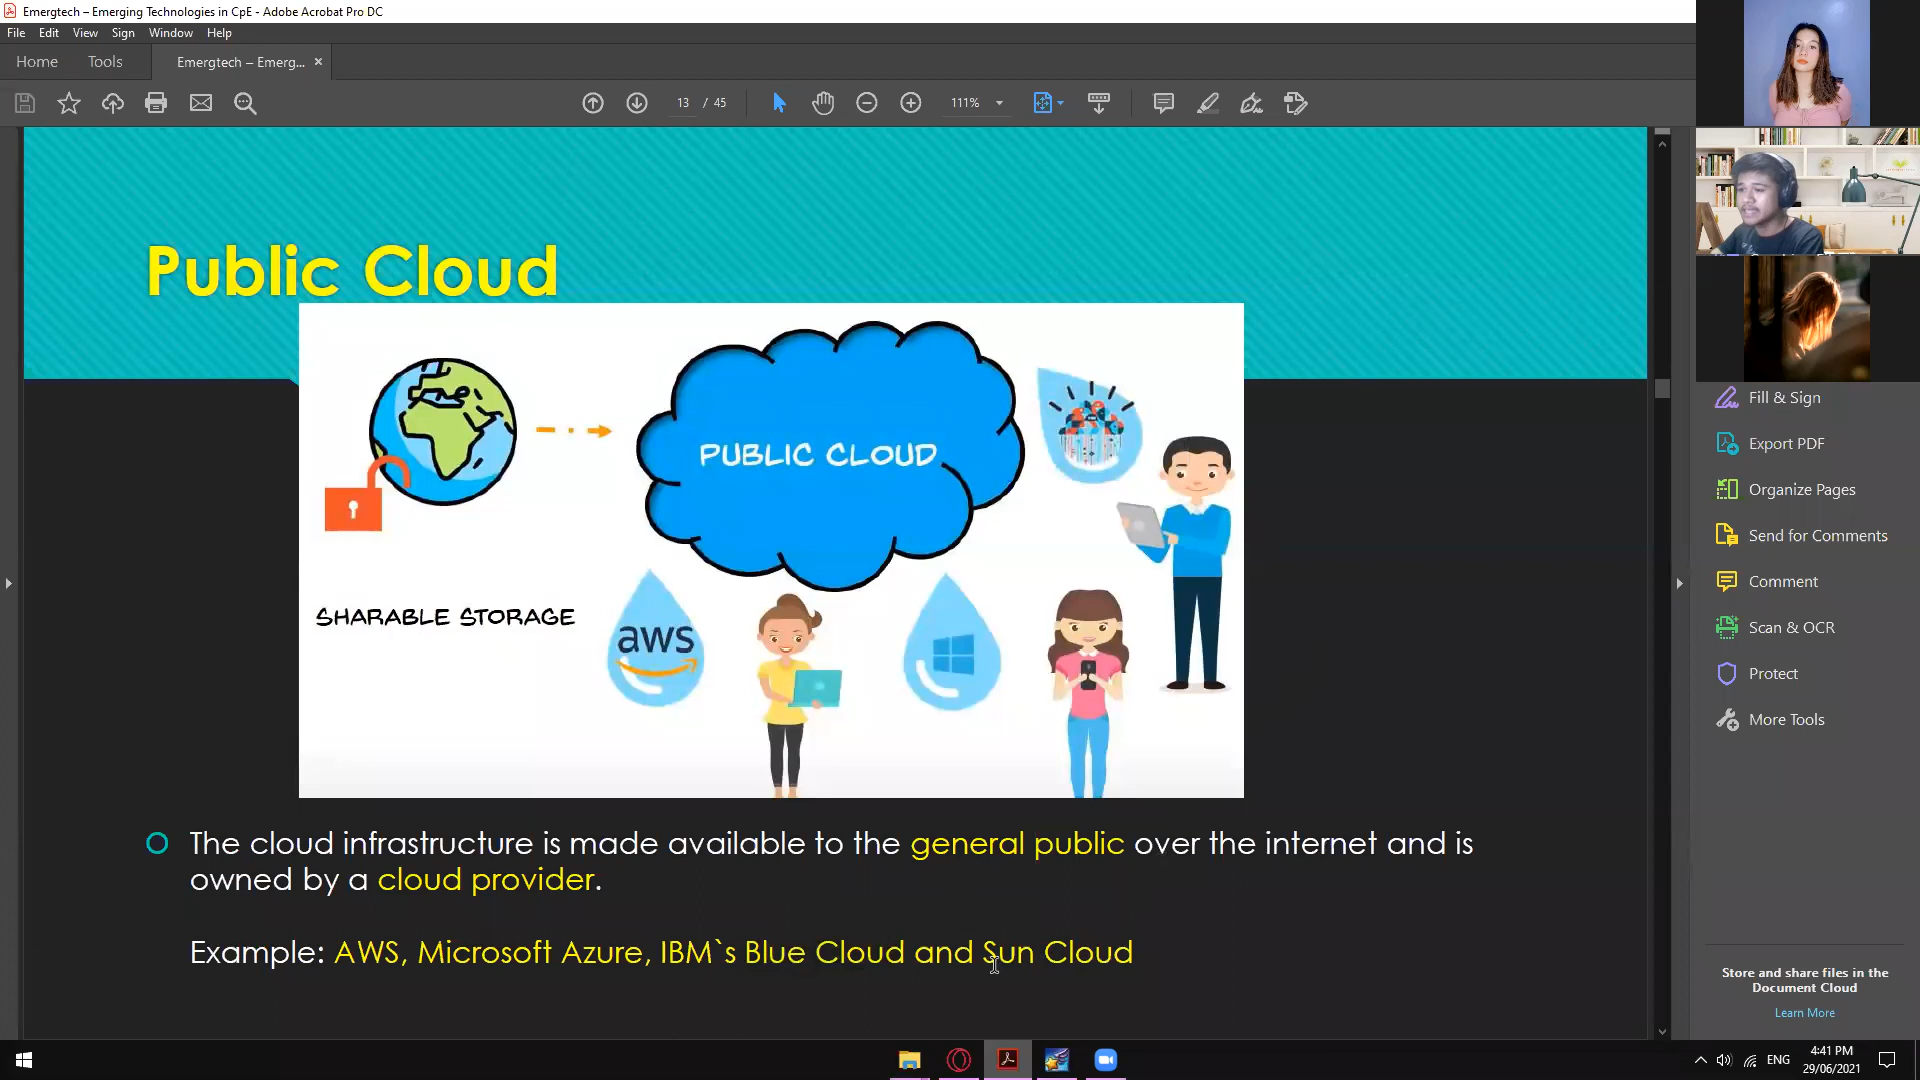 Emergtech – Emerging Technologies in CpE - Adobe Acrobat Pro DC
File Edit View Sign Window Help
Home Tools Emergtech – Emerg... ×
13 / 45 111%
Public Cloud
PUBLIC CLOUD
SHARABLE STORAGE
aws
The cloud infrastructure is made available to the general public over the internet and is
owned by a cloud provider.
Example: AWS, Microsoft Azure, IBM`s Blue Cloud and Sun Cloud
Fill & Sign
Export PDF
Organize Pages
Send for Comments
Comment
Scan & OCR
Protect
More Tools
Store and share files in the
Document Cloud
Learn More
ENG
4:41 PM
29/06/2021